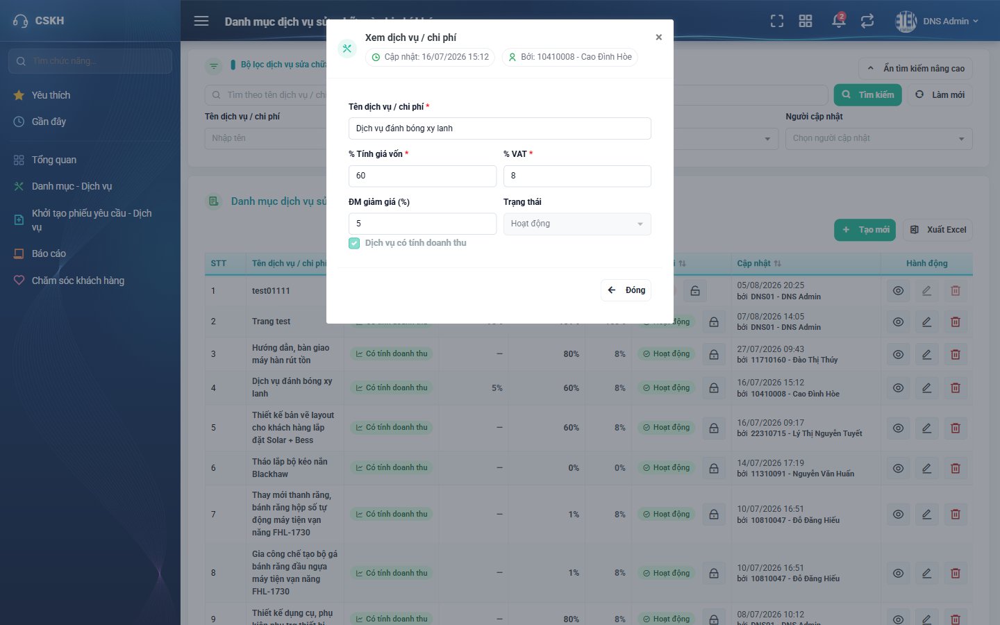 CSKH
Tìm chức năng...
Yêu thích
Gần đây
Tổng quan
Danh mục - Dịch vụ
Khởi tạo phiếu yêu cầu - Dịch
vụ
Báo cáo
Chăm sóc khách hàng
Danh mục dịch vụ
2
DNS Admin
Bộ lọc dịch vụ sửa
Ẩn tìm kiếm nâng cao
Tìm theo tên dịch vụ /
Tìm kiếm
Làm mới
Tên dịch vụ / chi phí
Người cập nhật
Nhập tên
Chọn người cập nhật
Danh mục dịch vụ
Tạo mới
Xuất Excel
Xem dịch vụ / chi phí
×
Cập nhật: 16/07/2026 15:12
Bởi: 10410008 - Cao Đình Hòe
Tên dịch vụ / chi phí *
Dịch vụ đánh bóng xy lanh
% Tính giá vốn *
% VAT *
60
8
ĐM giảm giá (%)
Trạng thái
5
Hoạt động
Dịch vụ có tính doanh thu
Đóng
STT
Tên dịch vụ / chi phí
Cập nhật
Hành động
1
test01111
05/08/2026 20:25
bởi DNS01 - DNS Admin
2
Trang test
Hoạt động
07/08/2026 14:05
bởi DNS01 - DNS Admin
3
Hướng dẫn, bàn giao
máy hàn rút tồn
Có tính doanh thu
—
80%
8%
Hoạt động
27/07/2026 09:43
bởi 11710160 - Đào Thị Thúy
4
Dịch vụ đánh bóng xy
lanh
Có tính doanh thu
5%
60%
8%
Hoạt động
16/07/2026 15:12
bởi 10410008 - Cao Đình Hòe
5
Thiết kế bản vẽ layout
cho khách hàng lắp
đặt Solar + Bess
Có tính doanh thu
—
60%
8%
Hoạt động
16/07/2026 09:17
bởi 22310715 - Lý Thị Nguyên Tuyết
6
Tháo lắp bộ kéo nắn
Blackhaw
Có tính doanh thu
—
0%
0%
Hoạt động
14/07/2026 17:19
bởi 11310091 - Nguyễn Văn Huấn
7
Thay mới thanh răng,
bánh răng hộp số tự
động máy tiện vạn
năng FHL-1730
Có tính doanh thu
—
1%
8%
Hoạt động
10/07/2026 16:51
bởi 10810047 - Đỗ Đăng Hiếu
8
Gia công chế tạo bộ gá
bánh răng đầu ngựa
máy tiện vạn năng
FHL-1730
Có tính doanh thu
—
1%
8%
Hoạt động
10/07/2026 16:51
bởi 10810047 - Đỗ Đăng Hiếu
9
Thiết kế dụng cụ, phụ
kiện phụ trợ thiết bị
Có tính doanh thu
—
80%
8%
Hoạt động
08/07/2026 10:12
bởi DNS01 - DNS Admin